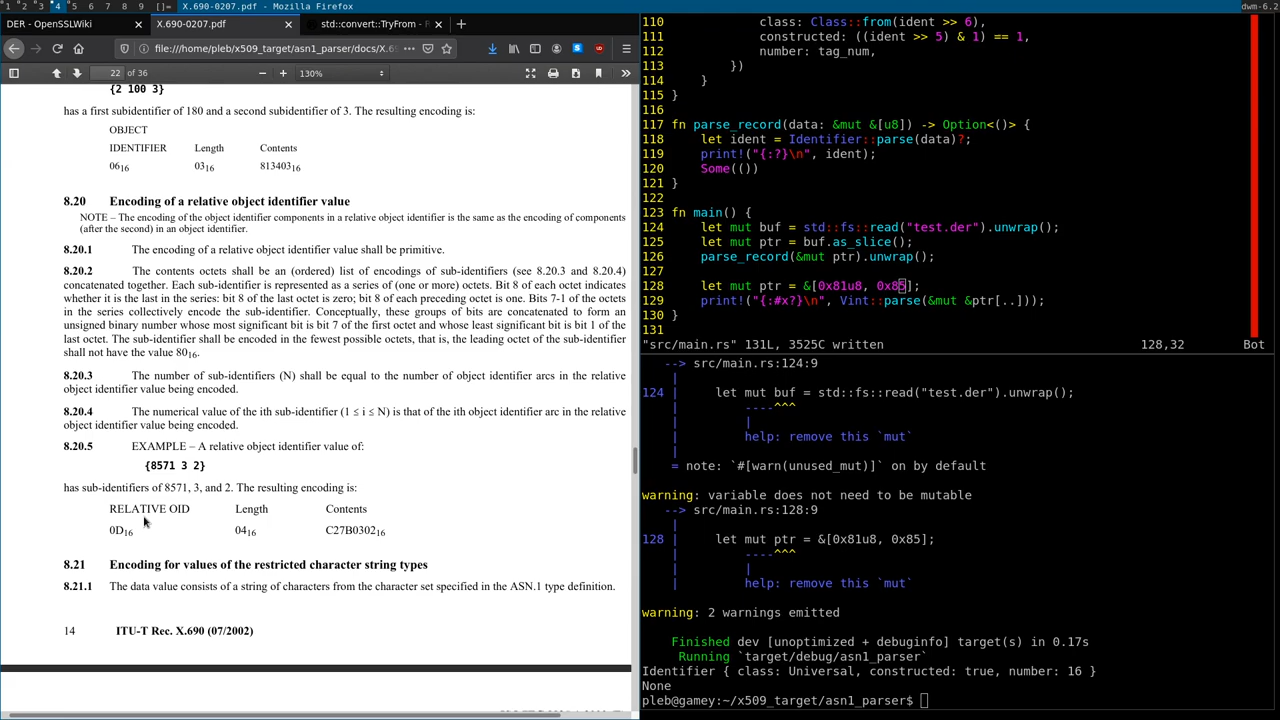 1 2 3 4 5 6 7 8 9 []= X.690-0207.pdf - Mozilla Firefox dwm-6.2
DER - OpenSSLWiki X.690-0207.pdf std::convert::TryFrom - R
file:///home/pleb/x509_target/asn1_parser/docs/X.6
22 of 36 130%
{2 100 3}
has a first subidentifier of 180 and a second subidentifier of 3. The resulting encoding is:
OBJECT
IDENTIFIER Length Contents
06₁₆ 03₁₆ 813403₁₆
8.20 Encoding of a relative object identifier value
NOTE – The encoding of the object identifier components in a relative object identifier is the same as the encoding of components
(after the second) in an object identifier.
8.20.1 The encoding of a relative object identifier value shall be primitive.
8.20.2 The contents octets shall be an (ordered) list of encodings of sub-identifiers (see 8.20.3 and 8.20.4)
concatenated together. Each sub-identifier is represented as a series of (one or more) octets. Bit 8 of each octet indicates
whether it is the last in the series: bit 8 of the last octet is zero; bit 8 of each preceding octet is one. Bits 7-1 of the octets
in the series collectively encode the sub-identifier. Conceptually, these groups of bits are concatenated to form an
unsigned binary number whose most significant bit is bit 7 of the first octet and whose least significant bit is bit 1 of the
last octet. The sub-identifier shall be encoded in the fewest possible octets, that is, the leading octet of the sub-identifier
shall not have the value 80₁₆.
8.20.3 The number of sub-identifiers (N) shall be equal to the number of object identifier arcs in the relative
object identifier value being encoded.
8.20.4 The numerical value of the ith sub-identifier (1 ≤ i ≤ N) is that of the ith object identifier arc in the relative
object identifier value being encoded.
8.20.5 EXAMPLE – A relative object identifier value of:
{8571 3 2}
has sub-identifiers of 8571, 3, and 2. The resulting encoding is:
RELATIVE OID Length Contents
0D₁₆ 04₁₆ C27B0302₁₆
8.21 Encoding for values of the restricted character string types
8.21.1 The data value consists of a string of characters from the character set specified in the ASN.1 type definition.
14 ITU-T Rec. X.690 (07/2002)
110 class: Class::from(ident >> 6),
111 constructed: ((ident >> 5) & 1) == 1,
112 number: tag_num,
113 })
114 }
115 }
116
117 fn parse_record(data: &mut &[u8]) -> Option<()> {
118 let ident = Identifier::parse(data)?;
119 print!("{:?}\n", ident);
120 Some(())
121 }
122
123 fn main() {
124 let mut buf = std::fs::read("test.der").unwrap();
125 let mut ptr = buf.as_slice();
126 parse_record(&mut ptr).unwrap();
127
128 let mut ptr = &[0x81u8, 0x85];
129 print!("{:#x?}\n", Vint::parse(&mut &ptr[..]));
130 }
131
"src/main.rs" 131L, 3525C written 128,32 Bot
--> src/main.rs:124:9
|
124 | let mut buf = std::fs::read("test.der").unwrap();
| ----^^^
| |
| help: remove this `mut`
|
= note: `#[warn(unused_mut)]` on by default
warning: variable does not need to be mutable
--> src/main.rs:128:9
|
128 | let mut ptr = &[0x81u8, 0x85];
| ----^^^
| |
| help: remove this `mut`
warning: 2 warnings emitted
Finished dev [unoptimized + debuginfo] target(s) in 0.17s
Running `target/debug/asn1_parser`
Identifier { class: Universal, constructed: true, number: 16 }
None
pleb@gamey:~/x509_target/asn1_parser$